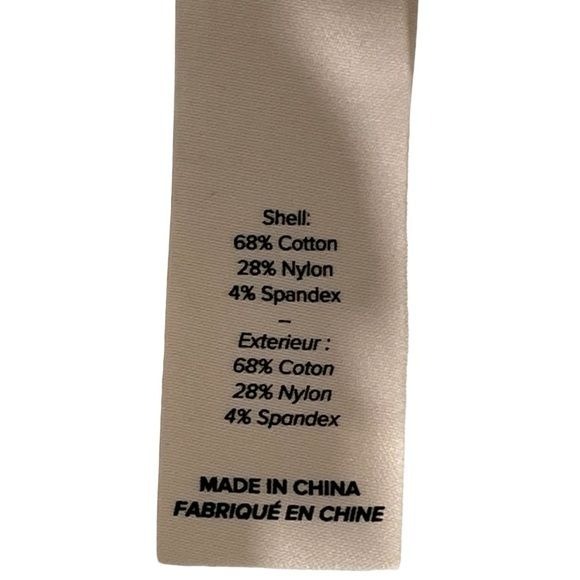 Shell:
68% Cotton
28% Nylon
4% Spandex
–
Exterieur :
68% Coton
28% Nylon
4% Spandex
MADE IN CHINA
FABRIQUÉ EN CHINE